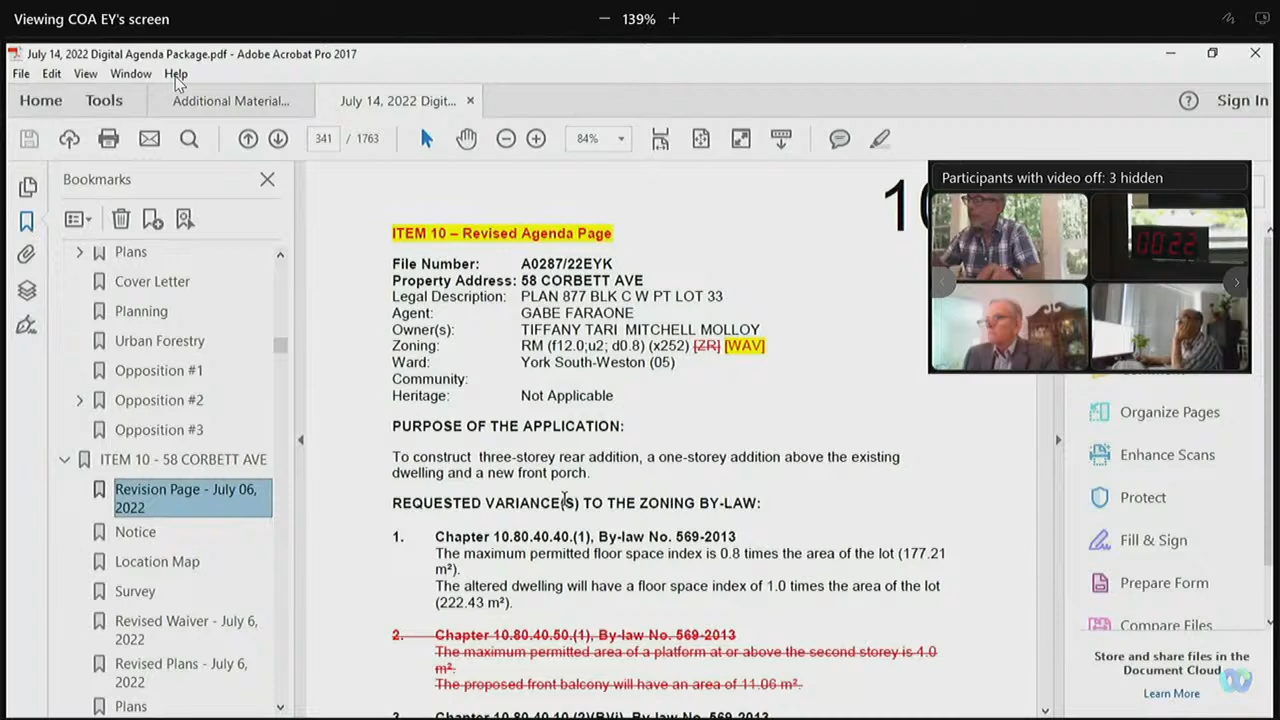 Viewing COA EY's screen
139%
July 14, 2022 Digital Agenda Package.pdf - Adobe Acrobat Pro 2017
File Edit View Window Help
Home Tools Additional Material... July 14, 2022 Digit... Sign In
341 / 1763 84%
Bookmarks
Plans
Cover Letter
Planning
Urban Forestry
Opposition #1
Opposition #2
Opposition #3
ITEM 10 - 58 CORBETT AVE
Revision Page - July 06,
2022
Notice
Location Map
Survey
Revised Waiver - July 6,
2022
Revised Plans - July 6,
2022
Plans
ITEM 10 – Revised Agenda Page
File Number: A0287/22EYK
Property Address: 58 CORBETT AVE
Legal Description: PLAN 877 BLK C W PT LOT 33
Agent: GABE FARAONE
Owner(s): TIFFANY TARI MITCHELL MOLLOY
Zoning: RM (f12.0;u2; d0.8) (x252) [ZR] [WAV]
Ward: York South-Weston (05)
Community:
Heritage: Not Applicable
PURPOSE OF THE APPLICATION:
To construct three-storey rear addition, a one-storey addition above the existing
dwelling and a new front porch.
REQUESTED VARIANCE(S) TO THE ZONING BY-LAW:
1. Chapter 10.80.40.40.(1), By-law No. 569-2013
The maximum permitted floor space index is 0.8 times the area of the lot (177.21
m²).
The altered dwelling will have a floor space index of 1.0 times the area of the lot
(222.43 m²).
2. Chapter 10.80.40.50.(1), By-law No. 569-2013
The maximum permitted area of a platform at or above the second storey is 4.0
m².
The proposed front balcony will have an area of 11.06 m².
3. Chapter 10.80.40.10.(2)(B)(i), By-law No. 569-2013
Participants with video off: 3 hidden
00:22
Organize Pages
Enhance Scans
Protect
Fill & Sign
Prepare Form
Compare Files
Store and share files in the
Document Cloud
Learn More